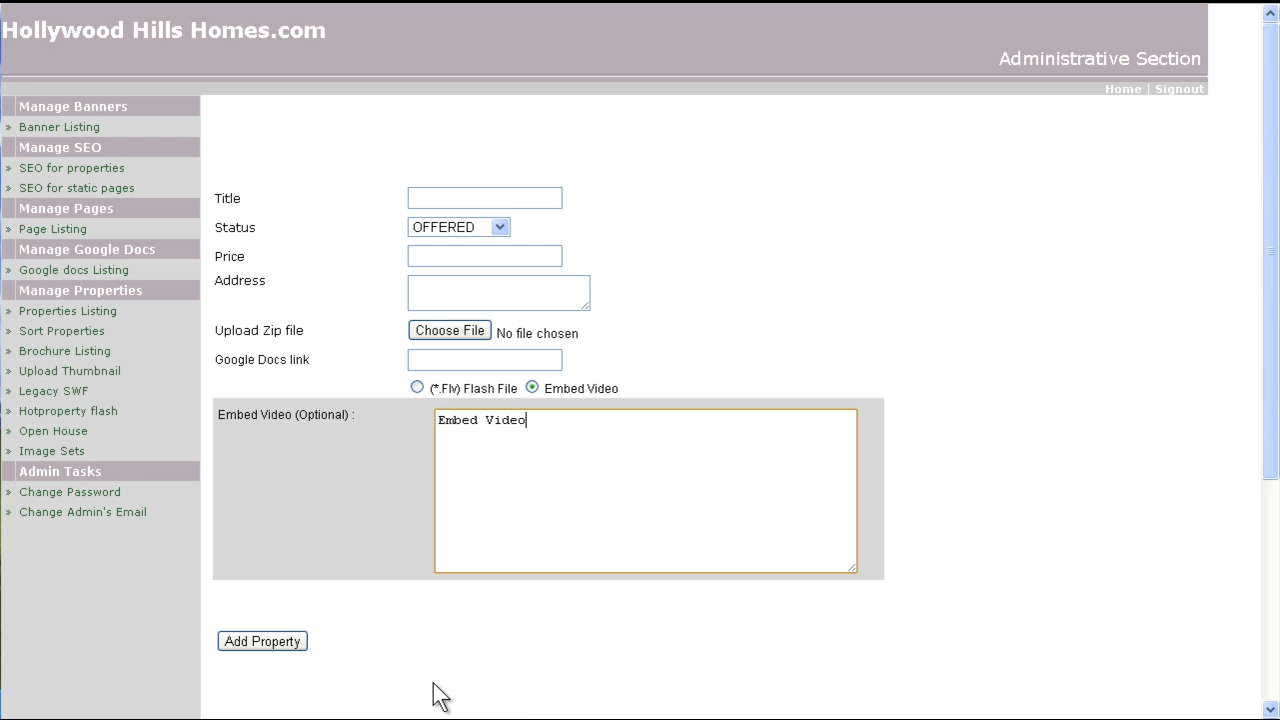 Hollywood Hills Homes.com
Administrative Section
Home | Signout
Manage Banners
» Banner Listing
Manage SEO
» SEO for properties
» SEO for static pages
Manage Pages
» Page Listing
Manage Google Docs
» Google docs Listing
Manage Properties
» Properties Listing
» Sort Properties
» Brochure Listing
» Upload Thumbnail
» Legacy SWF
» Hotproperty flash
» Open House
» Image Sets
Admin Tasks
» Change Password
» Change Admin's Email
Title
Status OFFERED
Price
Address
Upload Zip file Choose File No file chosen
Google Docs link
(*.Flv) Flash File Embed Video
Embed Video (Optional) : Embed Video
Add Property